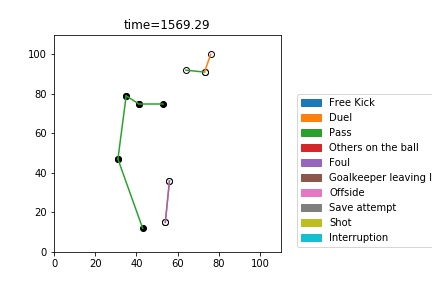 time=1569.29
100
80
60
40
20
0
0 20 40 60 80 100
Free Kick
Duel
Pass
Others on the ball
Foul
Goalkeeper leaving l
Offside
Save attempt
Shot
Interruption